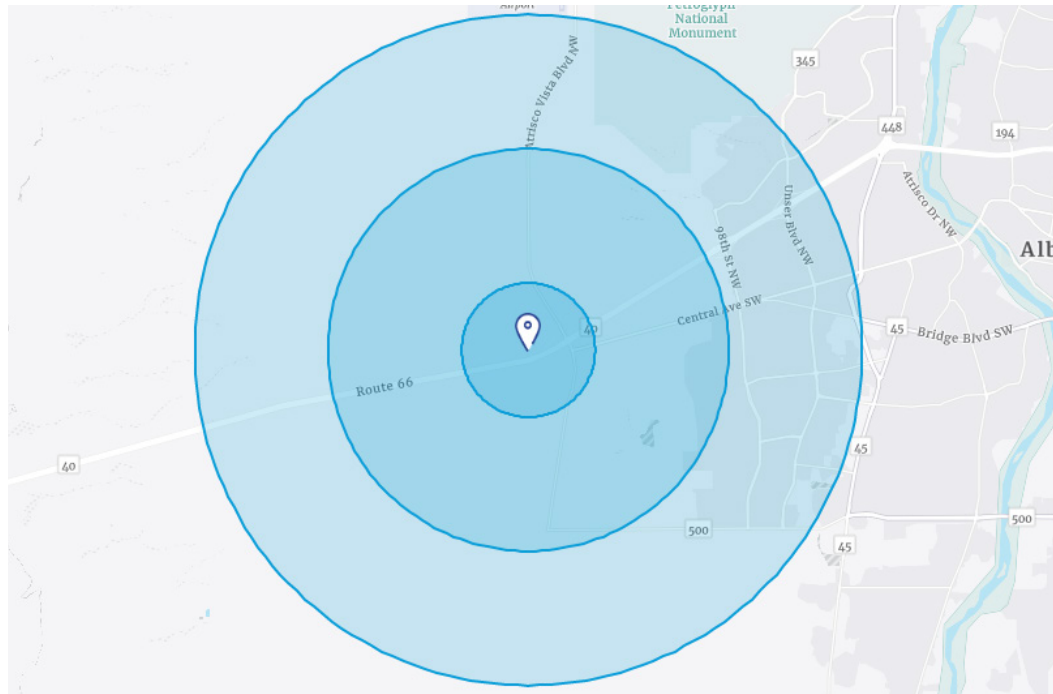 Airport
Petroglyph
National
Monument
345
Atrisco Vista Blvd NW
448
194
Atrisco Dr NW
Unser Blvd NW
98th St NW
Alb
Central Ave SW
40
45
Bridge Blvd SW
Route 66
45
40
500
500
45